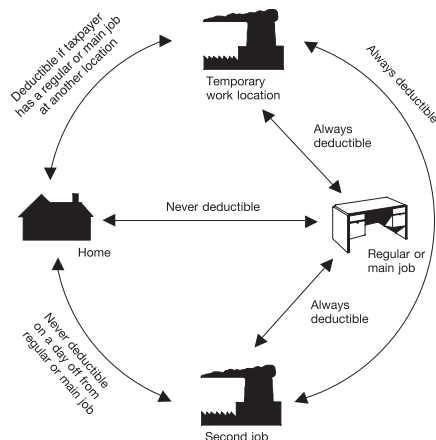 Deductible if taxpayer
has a regular or main job
at another location
Temporary
work location
Always deductible
Always
deductible
Never deductible
Home
Regular or
main job
Always
deductible
Never deductible
on a day off from
regular or main job
Second job